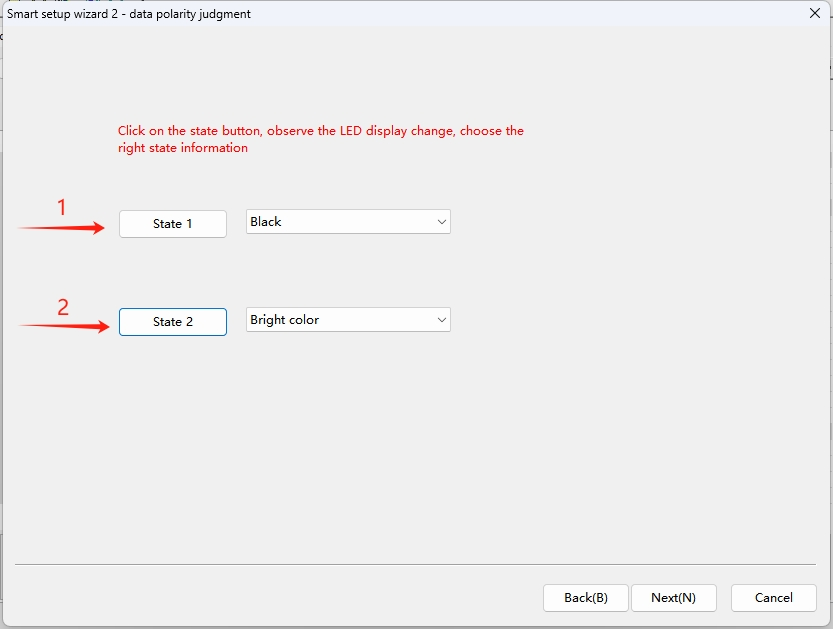 Smart setup wizard 2 - data polarity judgment
Click on the state button, observe the LED display change, choose the
right state information
1
State 1
Black
2
State 2
Bright color
Back(B)
Next(N)
Cancel